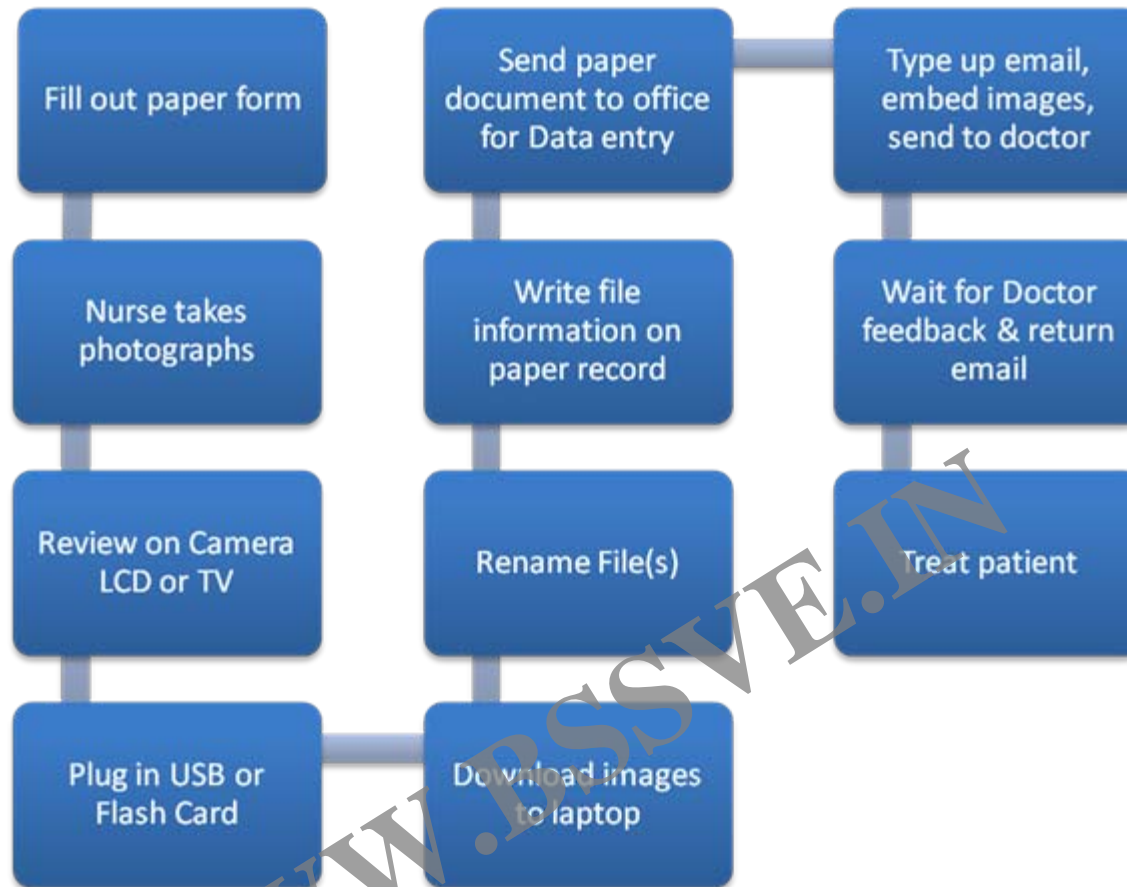 Fill out paper form
Nurse takes
photographs
Review on Camera
LCD or TV
Plug in USB or
Flash Card
Download images
to laptop
Rename File(s)
Write file
information on
paper record
Send paper
document to office
for Data entry
Type up email,
embed images,
send to doctor
Wait for Doctor
feedback & return
email
Treat patient
WWW.BSSVE.IN